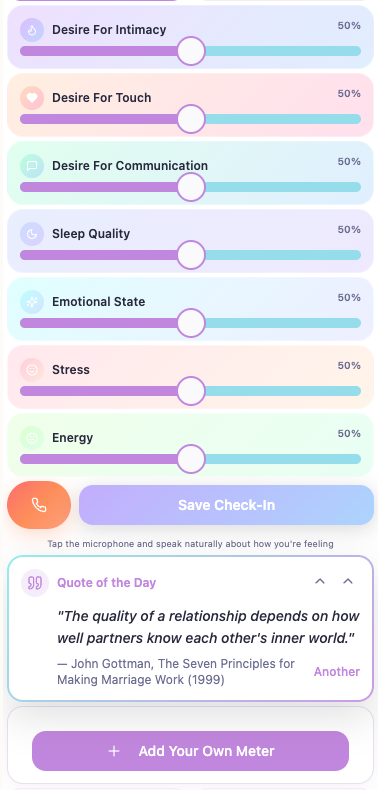 Desire For Intimacy
50%
Desire For Touch
50%
Desire For Communication
50%
Sleep Quality
50%
Emotional State
50%
Stress
50%
Energy
50%
Save Check-In
Tap the microphone and speak naturally about how you're feeling
Quote of the Day
"The quality of a relationship depends on how
well partners know each other's inner world."
— John Gottman, The Seven Principles for
Making Marriage Work (1999)
Another
Add Your Own Meter